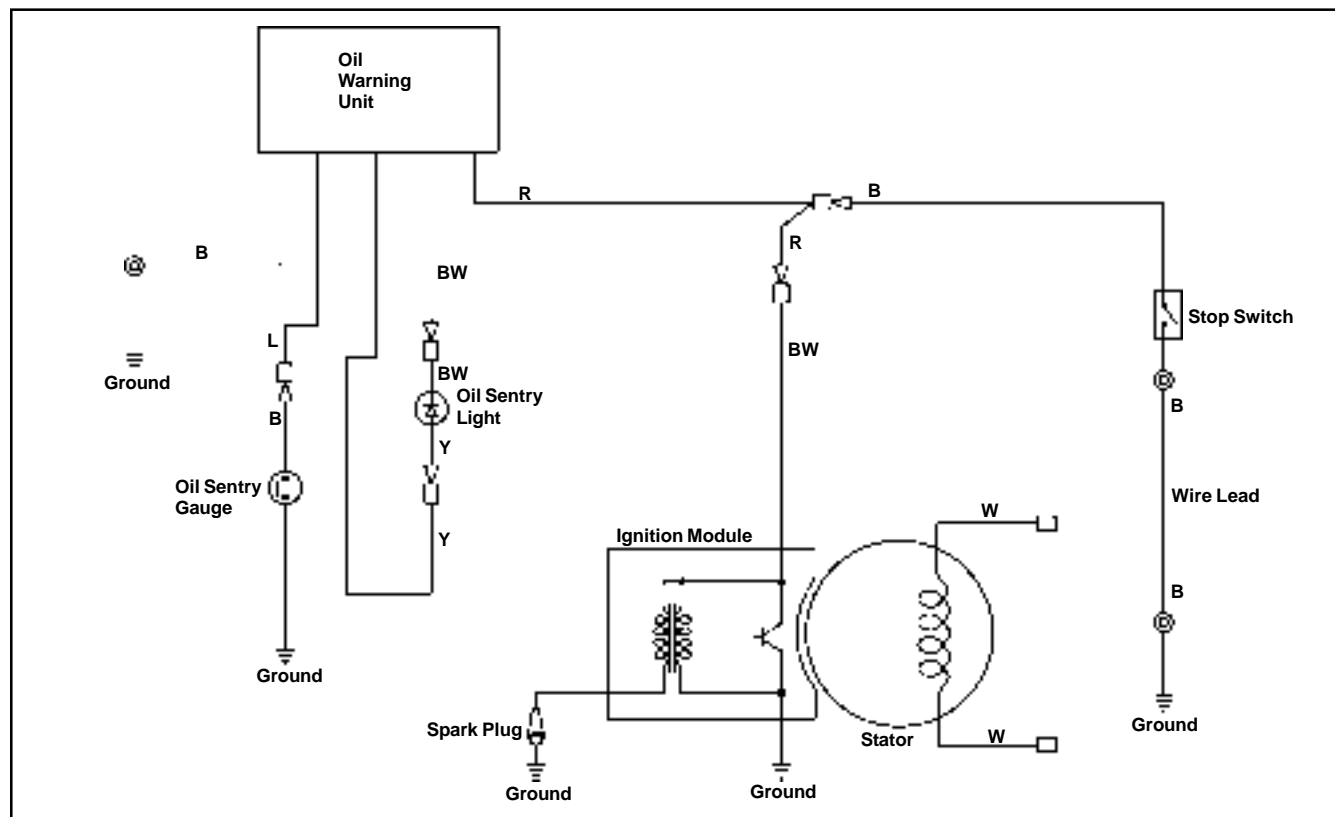 Oil
Warning
Unit
R
B
B
R
BW
Stop Switch
L
BW
Ground
BW
Oil Sentry
Light
B
B
Y
Oil Sentry
Gauge
Wire Lead
W
Y
Ignition Module
B
Ground
Spark Plug
Stator
W
Ground
Ground
Ground